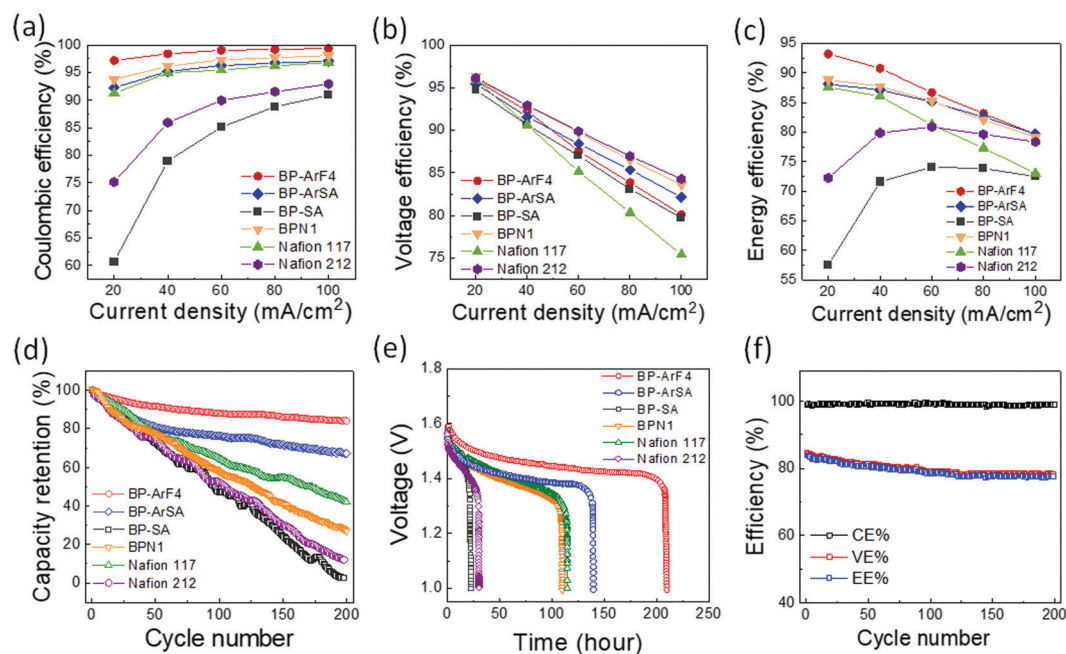 (a)
Coulombic efficiency (%)
100
95
90
85
80
75
70
65
60
BP-ArF4
BP-ArSA
BP-SA
BPN1
Nafion 117
Nafion 212
20 40 60 80 100
Current density (mA/cm²)
(b)
Voltage efficiency (%)
100
95
90
85
80
75
BP-ArF4
BP-ArSA
BP-SA
BPN1
Nafion 117
Nafion 212
20 40 60 80 100
Current density (mA/cm²)
(c)
Energy efficiency (%)
95
90
85
80
75
70
65
60
55
BP-ArF4
BP-ArSA
BP-SA
BPN1
Nafion 117
Nafion 212
20 40 60 80 100
Current density (mA/cm²)
(d)
Capacity retention (%)
100
80
60
40
20
0
BP-ArF4
BP-ArSA
BP-SA
BPN1
Nafion 117
Nafion 212
0 50 100 150 200
Cycle number
(e)
Voltage (V)
1.8
1.6
1.4
1.2
1.0
BP-ArF4
BP-ArSA
BP-SA
BPN1
Nafion 117
Nafion 212
0 50 100 150 200 250
Time (hour)
(f)
Efficiency (%)
100
80
60
40
CE%
VE%
EE%
0 50 100 150 200
Cycle number